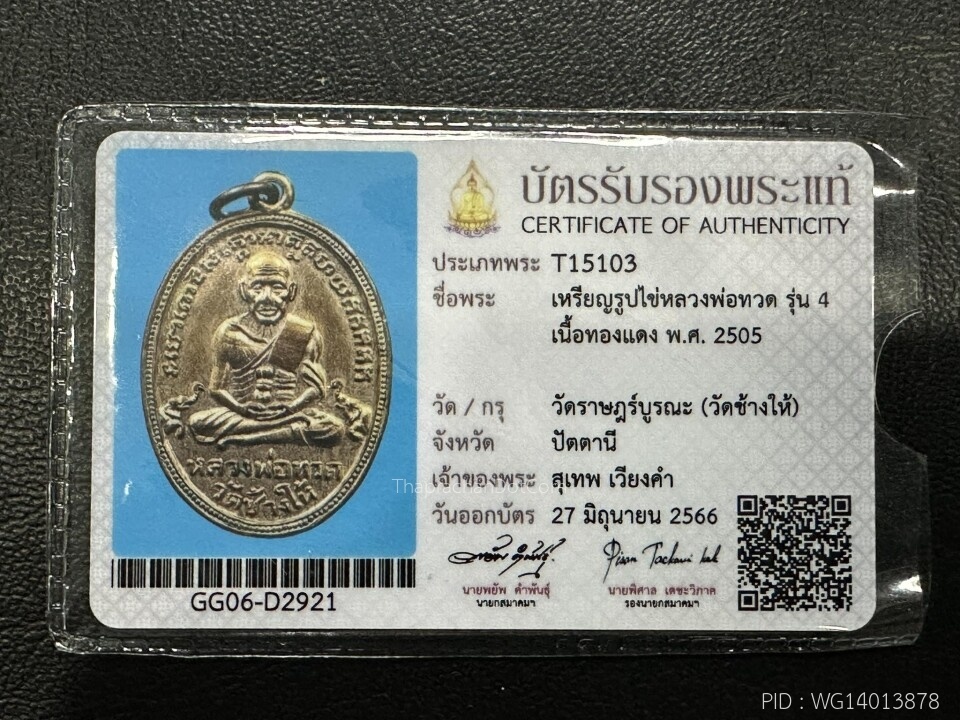 บัตรรับรองพระแท้
CERTIFICATE OF AUTHENTICITY
ประเภทพระ T15103
ชื่อพระ เหรียญรูปไข่หลวงพ่อทวด รุ่น 4
เนื้อทองแดง พ.ศ. 2505
วัด / กรุ วัดราษฎร์บูรณะ (วัดช้างให้)
จังหวัด ปัตตานี
เจ้าของพระ สุเทพ เวียงคำ
วันออกบัตร 27 มิถุนายน 2566
นายพยัพ คำพันธุ์ นายพิศาล เตชะวิภาค
นายกสมาคมฯ รองนายกสมาคมฯ
หลวงพ่อทวด
วัดช้างให้
GG06-D2921
PID : WG14013878